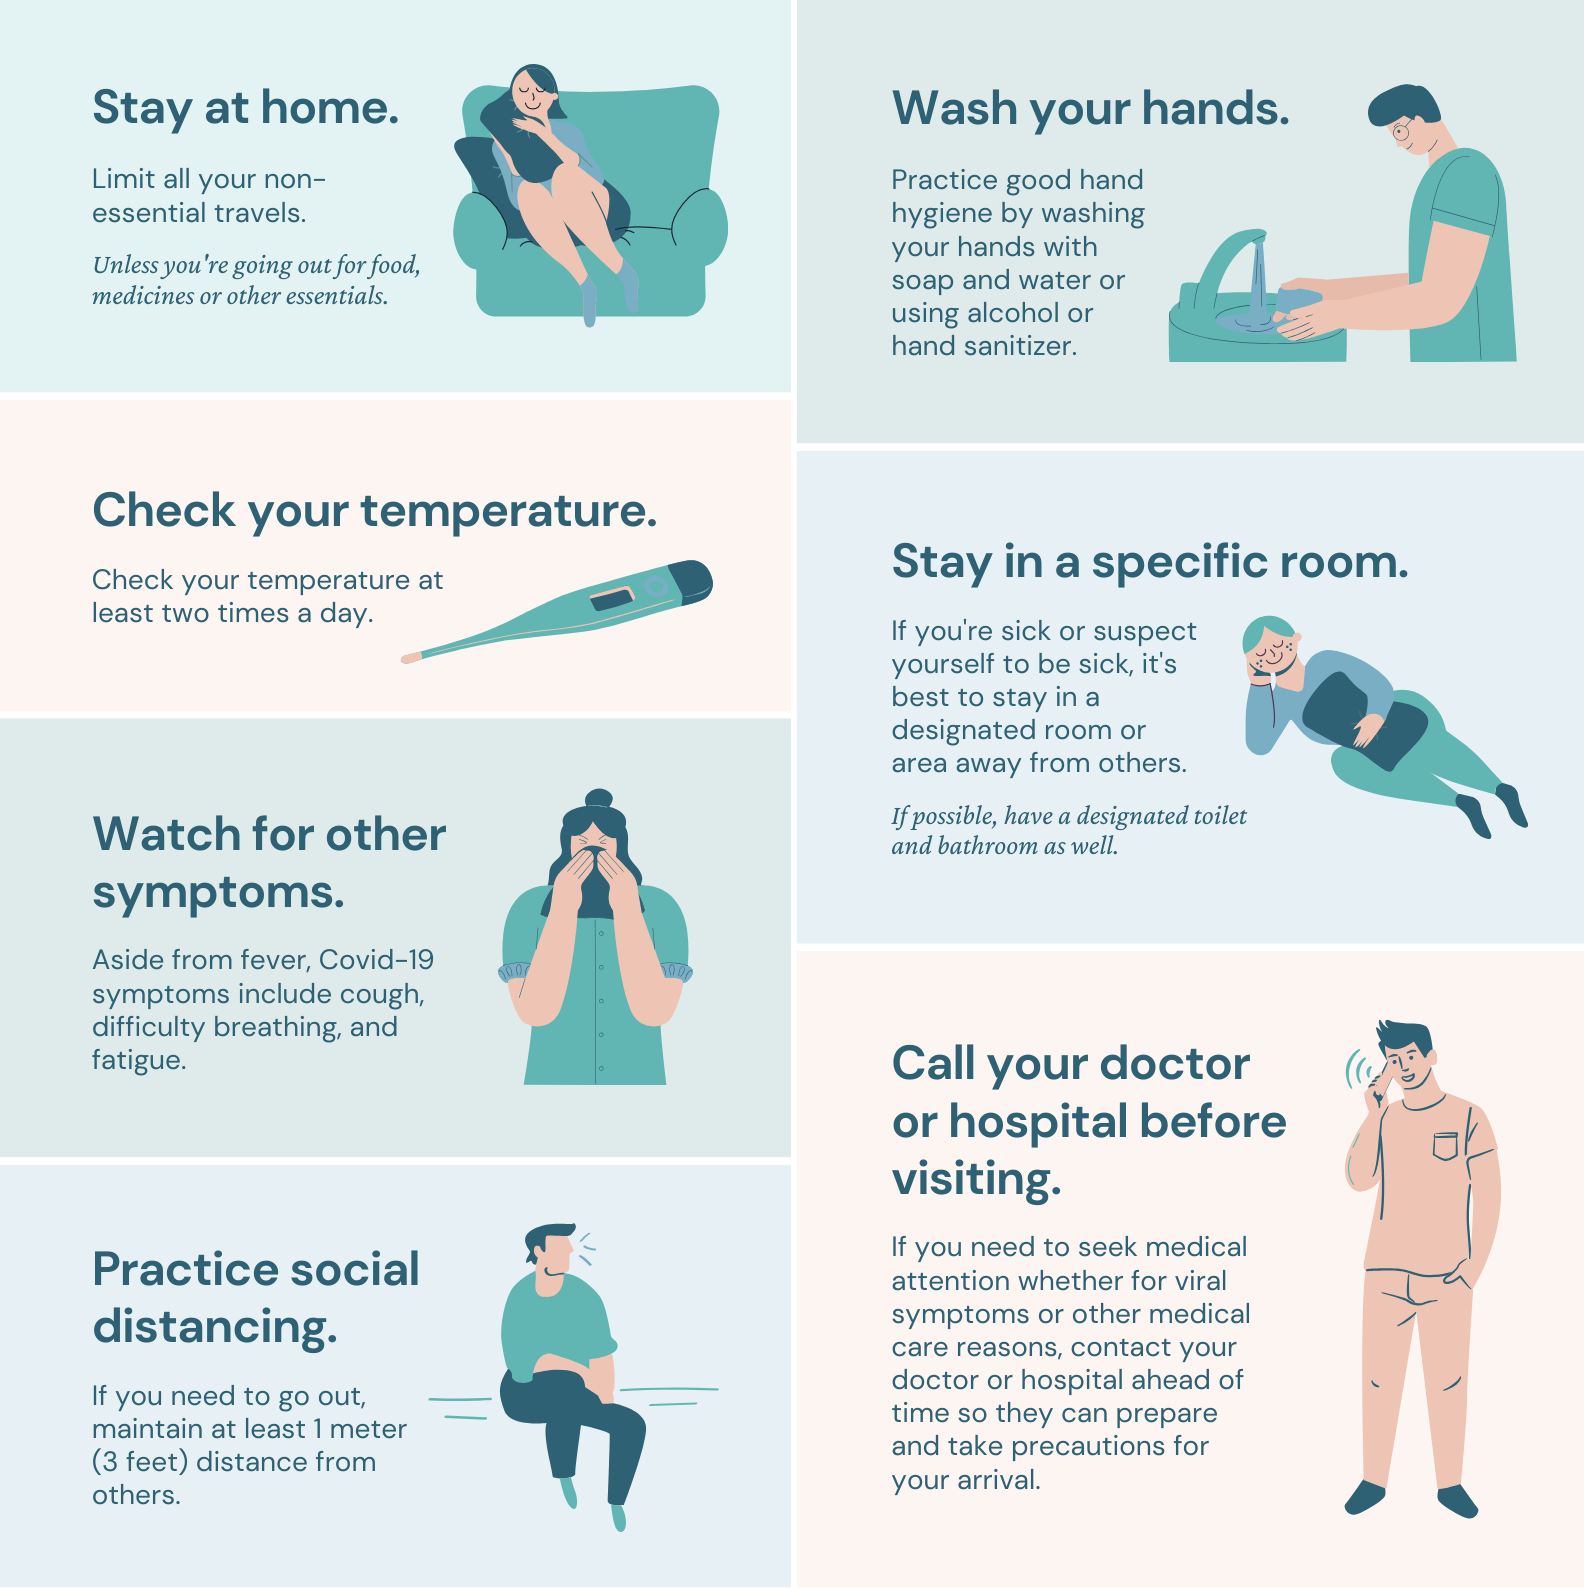 Stay at home.
Limit all your non-
essential travels.
Unless you're going out for food,
medicines or other essentials.
Check your temperature.
Check your temperature at
least two times a day.
Watch for other
symptoms.
Aside from fever, Covid-19
symptoms include cough,
difficulty breathing, and
fatigue.
Practice social
distancing.
If you need to go out,
maintain at least 1 meter
(3 feet) distance from
others.
Wash your hands.
Practice good hand
hygiene by washing
your hands with
soap and water or
using alcohol or
hand sanitizer.
Stay in a specific room.
If you're sick or suspect
yourself to be sick, it's
best to stay in a
designated room or
area away from others.
If possible, have a designated toilet
and bathroom as well.
Call your doctor
or hospital before
visiting.
If you need to seek medical
attention whether for viral
symptoms or other medical
care reasons, contact your
doctor or hospital ahead of
time so they can prepare
and take precautions for
your arrival.